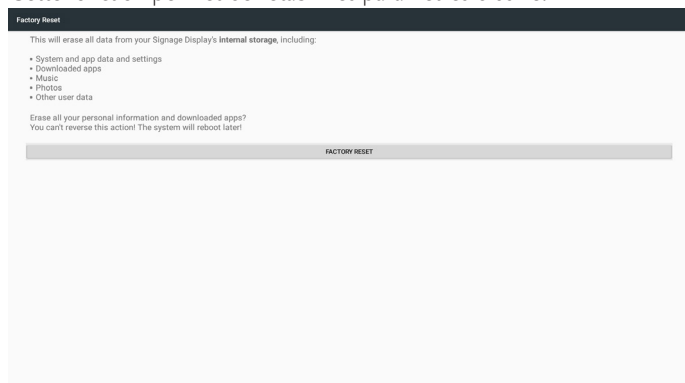 Factory Reset
This will erase all data from your Signage Display's internal storage, including:
• System and app data and settings
• Downloaded apps
• Music
• Photos
• Other user data
Erase all your personal information and downloaded apps?
You can't reverse this action! The system will reboot later!
FACTORY RESET